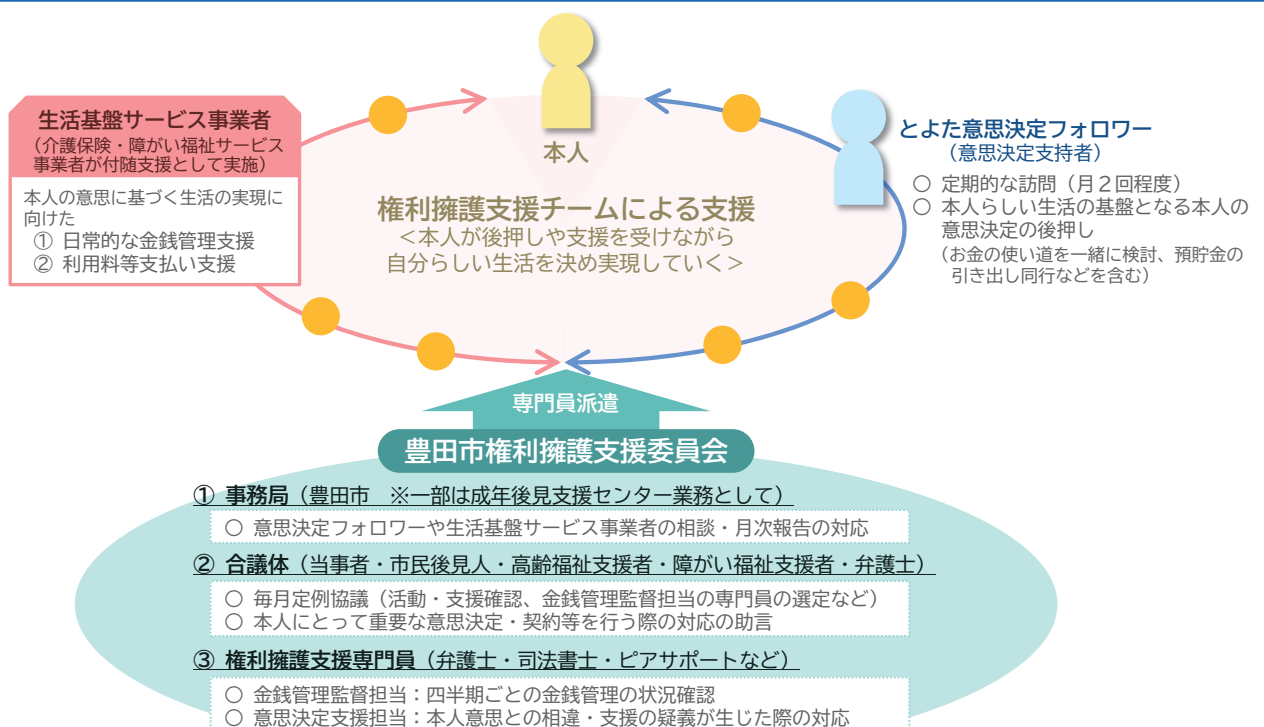 本人
生活基盤サービス事業者
（介護保険・障がい福祉サービス
事業者が付随支援として実施）
本人の意思に基づく生活の実現に
向けた
① 日常的な金銭管理支援
② 利用料等支払い支援
権利擁護支援チームによる支援
＜本人が後押しや支援を受けながら
自分らしい生活を決め実現していく＞
とよた意思決定フォロワー
（意思決定支持者）
○ 定期的な訪問（月２回程度）
○ 本人らしい生活の基盤となる本人の
意思決定の後押し
（お金の使い道を一緒に検討、預貯金の
引き出し同行などを含む）
専門員派遣
豊田市権利擁護支援委員会
① 事務局（豊田市　※一部は成年後見支援センター業務として）
○ 意思決定フォロワーや生活基盤サービス事業者の相談・月次報告の対応
② 合議体（当事者・市民後見人・高齢福祉支援者・障がい福祉支援者・弁護士）
○ 毎月定例協議（活動・支援確認、金銭管理監督担当の専門員の選定など）
○ 本人にとって重要な意思決定・契約等を行う際の対応の助言
③ 権利擁護支援専門員（弁護士・司法書士・ピアサポートなど）
○ 金銭管理監督担当：四半期ごとの金銭管理の状況確認
○ 意思決定支援担当：本人意思との相違・支援の疑義が生じた際の対応